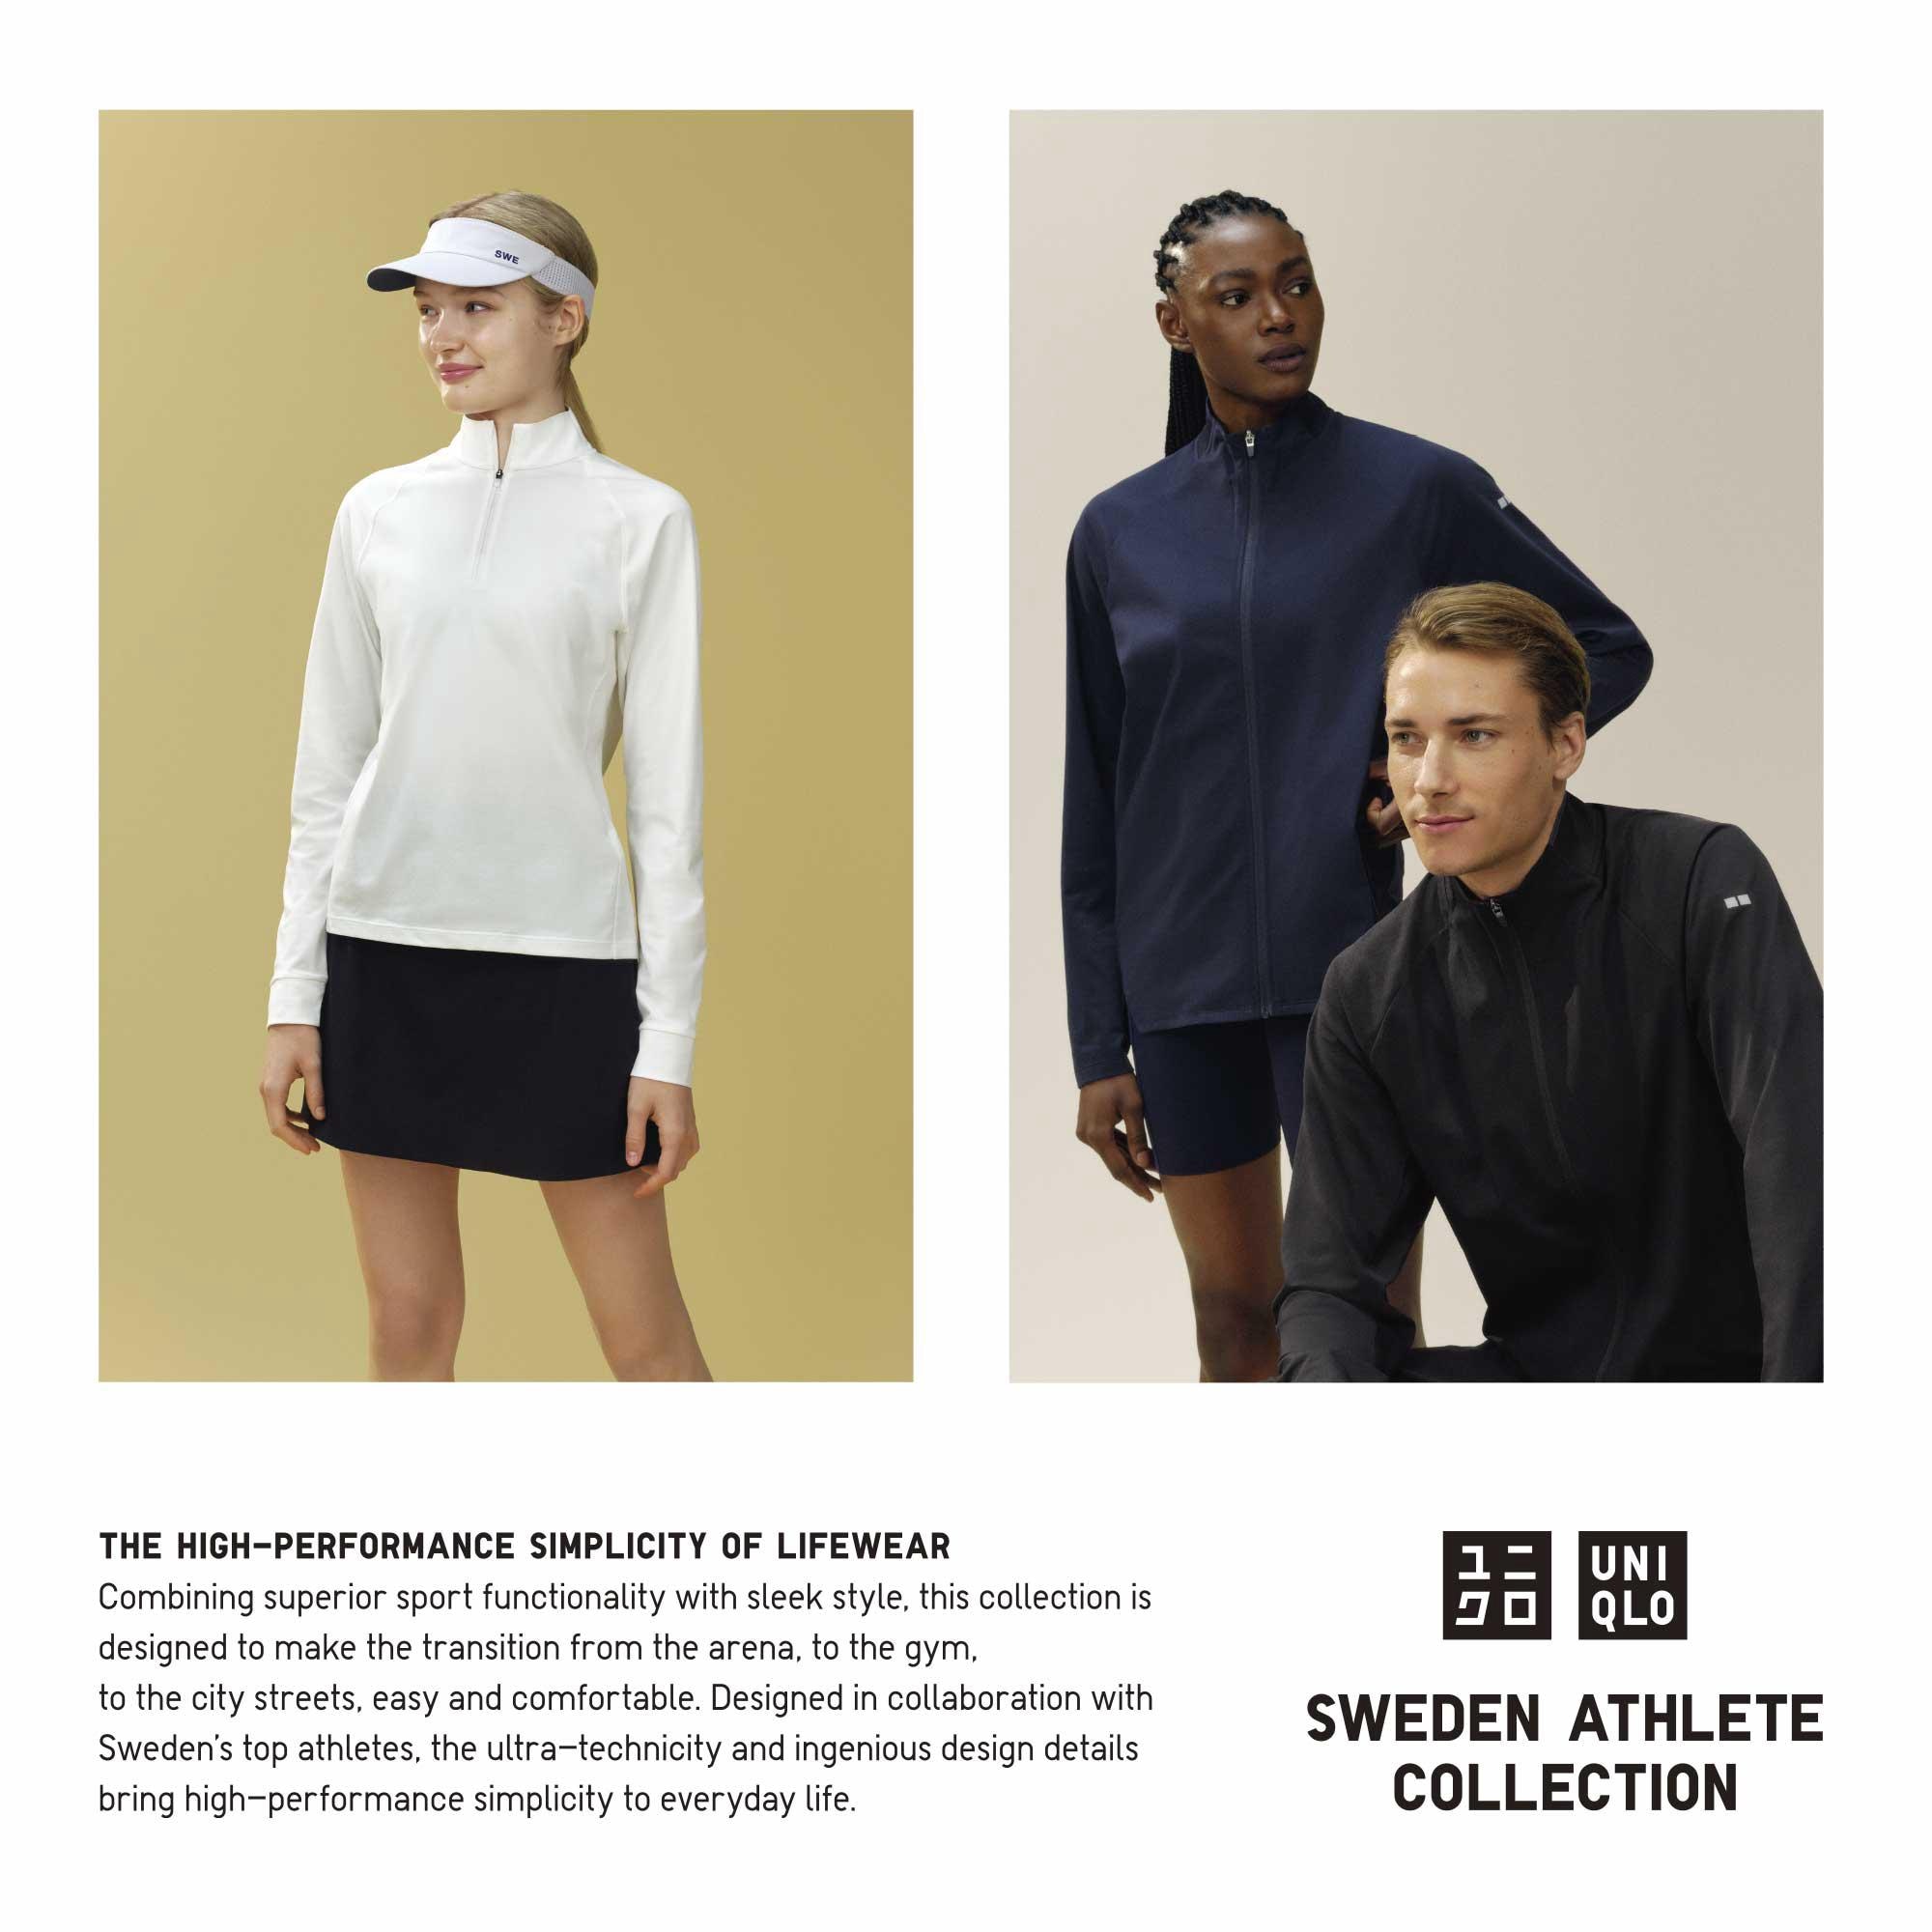 SWE
THE HIGH-PERFORMANCE SIMPLICITY OF LIFEWEAR
Combining superior sport functionality with sleek style, this collection is
designed to make the transition from the arena, to the gym,
to the city streets, easy and comfortable. Designed in collaboration with
Sweden's top athletes, the ultra-technicity and ingenious design details
bring high-performance simplicity to everyday life.
ユニ
クロ
UNI
QLO
SWEDEN ATHLETE
COLLECTION